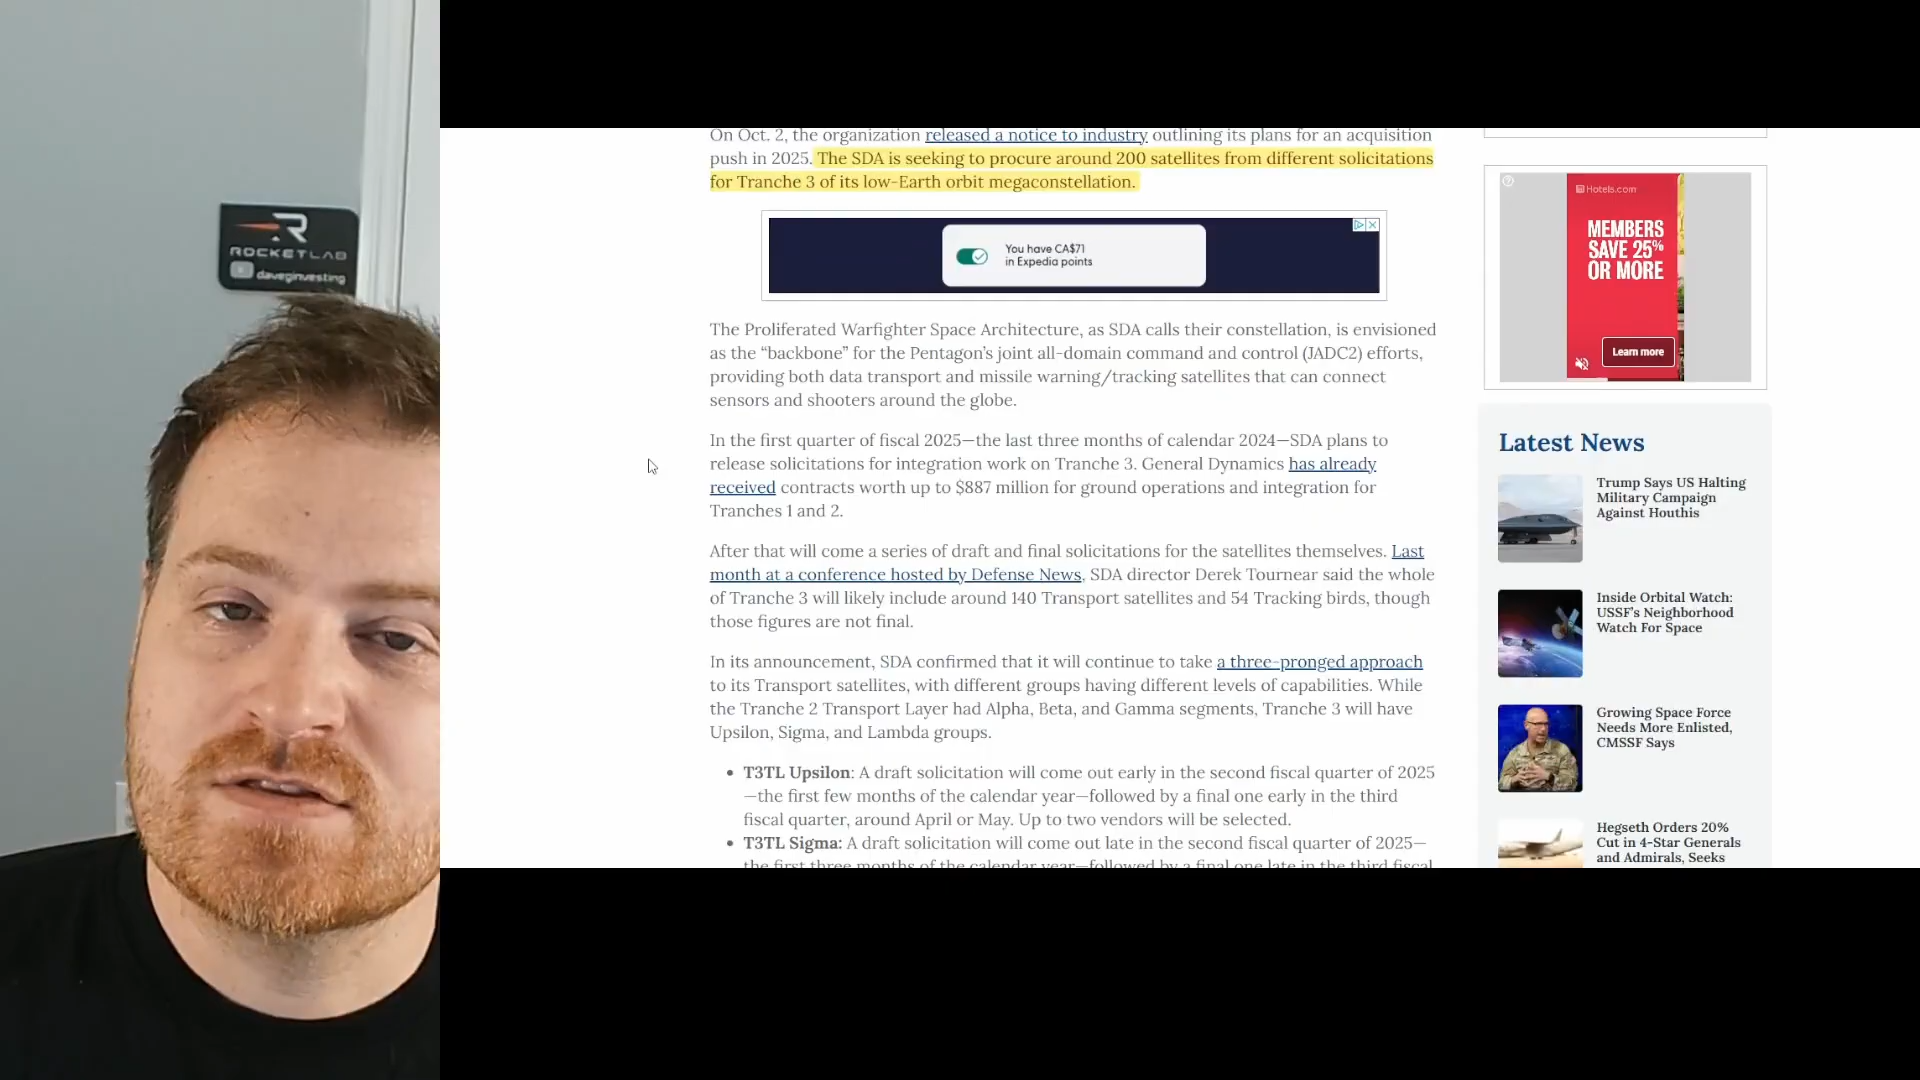 ROCKETLAB
daveginvesting
On Oct. 2, the organization released a notice to industry outlining its plans for an acquisition
push in 2025. The SDA is seeking to procure around 200 satellites from different solicitations
for Tranche 3 of its low-Earth orbit megaconstellation.
You have CA$71
in Expedia points
The Proliferated Warfighter Space Architecture, as SDA calls their constellation, is envisioned
as the “backbone” for the Pentagon’s joint all-domain command and control (JADC2) efforts,
providing both data transport and missile warning/tracking satellites that can connect
sensors and shooters around the globe.
In the first quarter of fiscal 2025—the last three months of calendar 2024—SDA plans to
release solicitations for integration work on Tranche 3. General Dynamics has already
received contracts worth up to $887 million for ground operations and integration for
Tranches 1 and 2.
After that will come a series of draft and final solicitations for the satellites themselves. Last
month at a conference hosted by Defense News, SDA director Derek Tournear said the whole
of Tranche 3 will likely include around 140 Transport satellites and 54 Tracking birds, though
those figures are not final.
In its announcement, SDA confirmed that it will continue to take a three-pronged approach
to its Transport satellites, with different groups having different levels of capabilities. While
the Tranche 2 Transport Layer had Alpha, Beta, and Gamma segments, Tranche 3 will have
Upsilon, Sigma, and Lambda groups.
• T3TL Upsilon: A draft solicitation will come out early in the second fiscal quarter of 2025
—the first few months of the calendar year—followed by a final one early in the third
fiscal quarter, around April or May. Up to two vendors will be selected.
• T3TL Sigma: A draft solicitation will come out late in the second fiscal quarter of 2025—
the first three months of the calendar year—followed by a final one late in the third fiscal
Hotels.com
MEMBERS
SAVE 25%
OR MORE
Learn more
Latest News
Trump Says US Halting
Military Campaign
Against Houthis
Inside Orbital Watch:
USSF’s Neighborhood
Watch For Space
Growing Space Force
Needs More Enlisted,
CMSSF Says
Hegseth Orders 20%
Cut in 4-Star Generals
and Admirals, Seeks